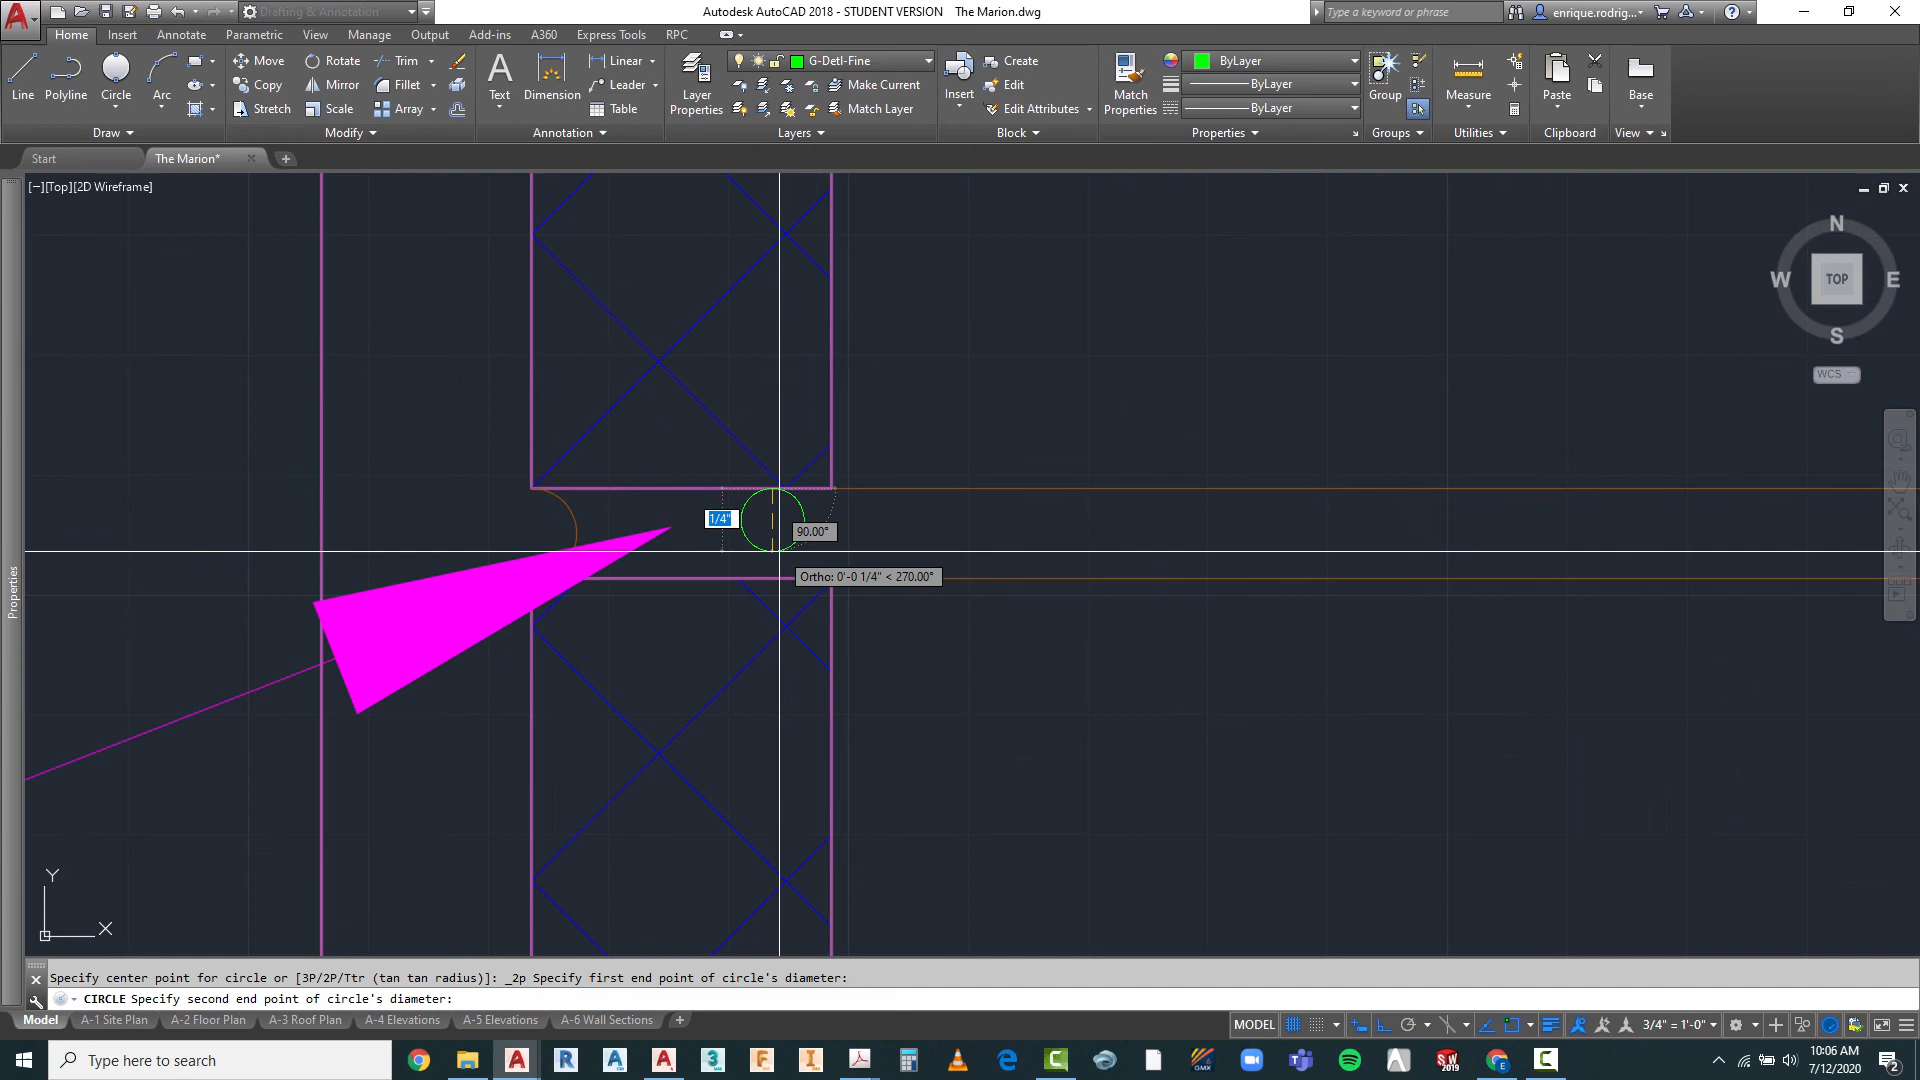 Drafting & Annotation
Autodesk AutoCAD 2018 - STUDENT VERSION The Marion.dwg
Type a keyword or phrase
enrique.rodrig...
Home Insert Annotate Parametric View Manage Output Add-ins A360 Express Tools RPC
Line Polyline Circle Arc
Move Rotate Trim
Copy Mirror Fillet
Stretch Scale Array
Text Dimension
Linear
Leader
Table
Layer Properties
G-Detl-Fine
Make Current
Match Layer
Insert
Create
Edit
Edit Attributes
Match Properties
ByLayer
ByLayer
ByLayer
Group
Measure
Paste
Base
Draw Modify Annotation Layers Block Properties Groups Utilities Clipboard View
Start The Marion*
[−][Top][2D Wireframe]
N
W TOP E
S
WCS
Properties
1/4"
90.00°
Ortho: 0'-0 1/4" < 270.00°
Y
X
Specify center point for circle or [3P/2P/Ttr (tan tan radius)]: _2p Specify first end point of circle's diameter:
CIRCLE Specify second end point of circle's diameter:
Model A-1 Site Plan A-2 Floor Plan A-3 Roof Plan A-4 Elevations A-5 Elevations A-6 Wall Sections
MODEL 3/4" = 1'-0"
Type here to search
10:06 AM
7/12/2020
2